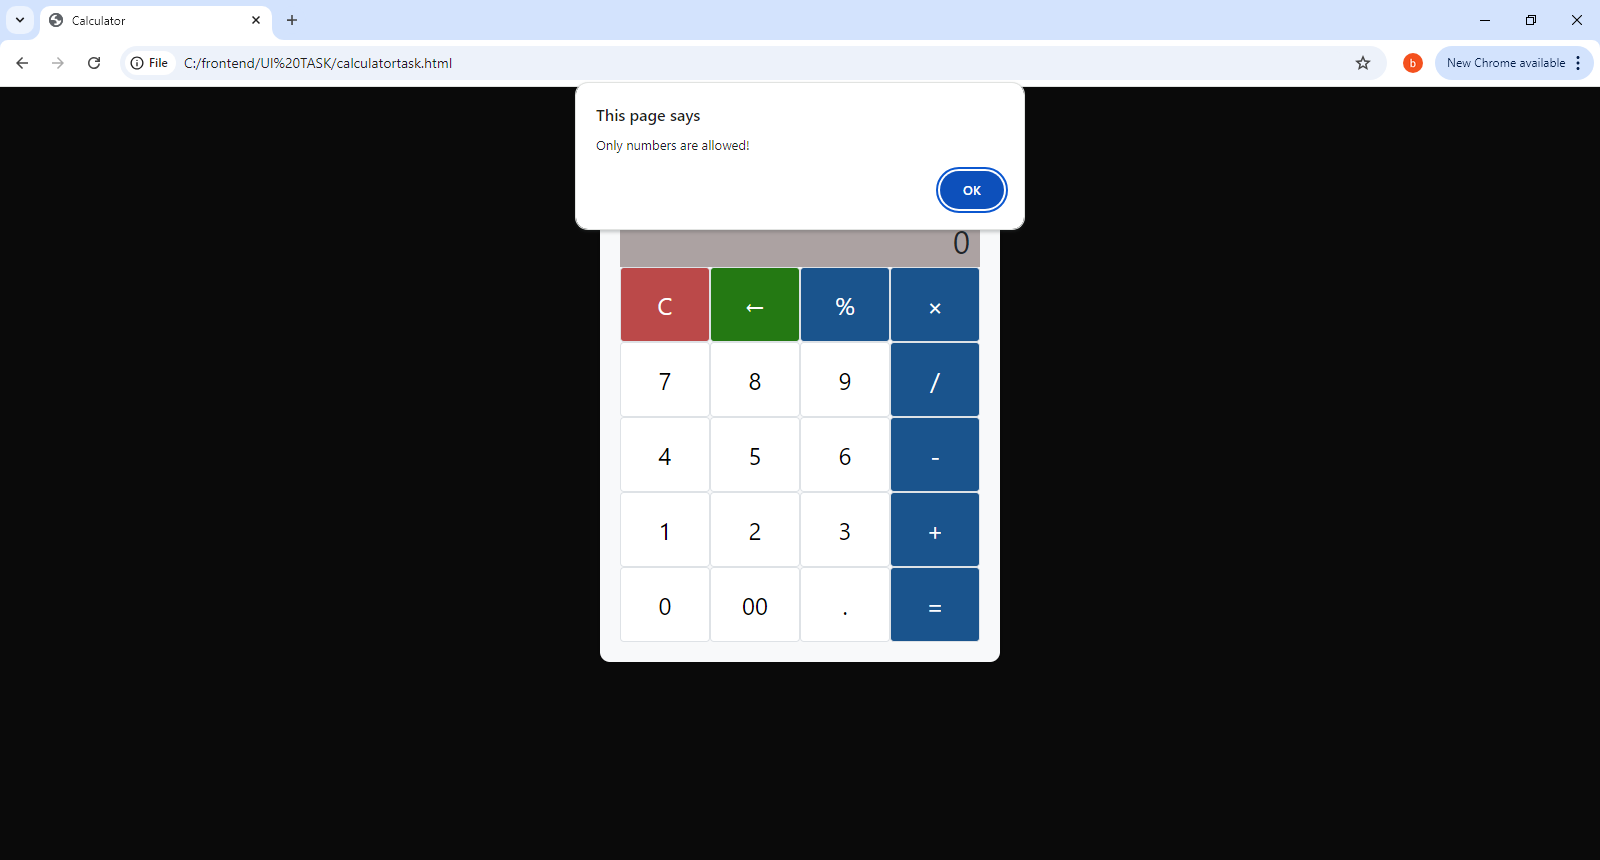 Calculator
File
C:/frontend/UI%20TASK/calculatortask.html
b
New Chrome available
This page says
Only numbers are allowed!
OK
0
C ← % ×
7 8 9 /
4 5 6 -
1 2 3 +
0 00 . =